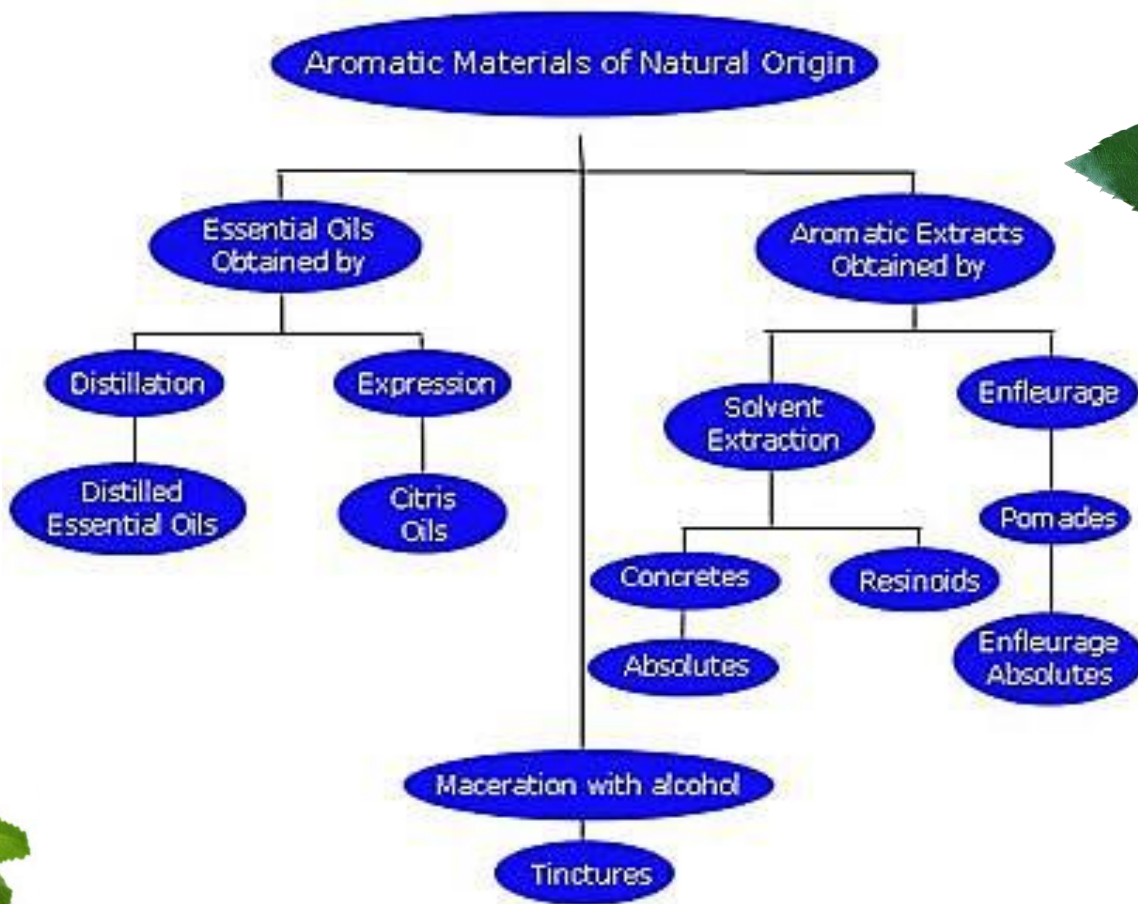 Aromatic Materials of Natural Origin
Essential Oils
Obtained by
Aromatic Extracts
Obtained by
Distillation
Expression
Solvent
Extraction
Enfleurage
Distilled
Essential Oils
Citris
Oils
Pomades
Concretes
Resinoids
Absolutes
Enfleurage
Absolutes
Maceration with alcohol
Tinctures